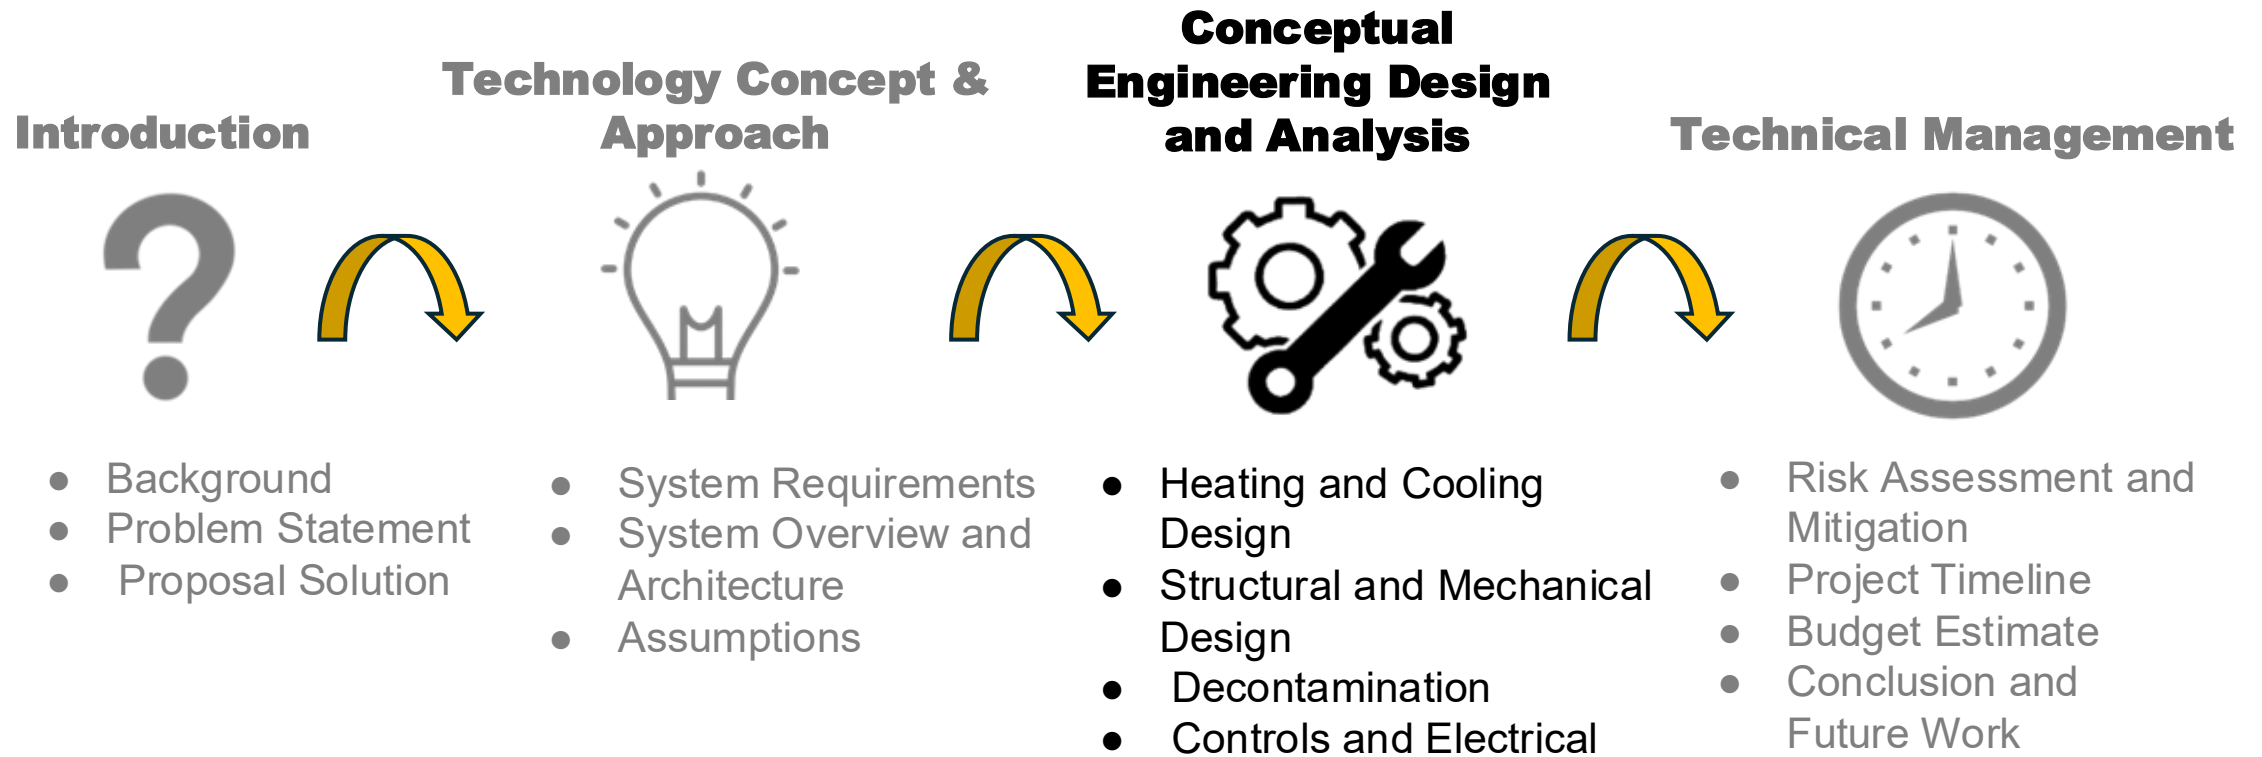 Introduction
● Background
● Problem Statement
● Proposal Solution
Technology Concept &
Approach
● System Requirements
● System Overview and
Architecture
● Assumptions
Conceptual
Engineering Design
and Analysis
● Heating and Cooling
Design
● Structural and Mechanical
Design
● Decontamination
● Controls and Electrical
Technical Management
● Risk Assessment and
Mitigation
● Project Timeline
● Budget Estimate
● Conclusion and
Future Work